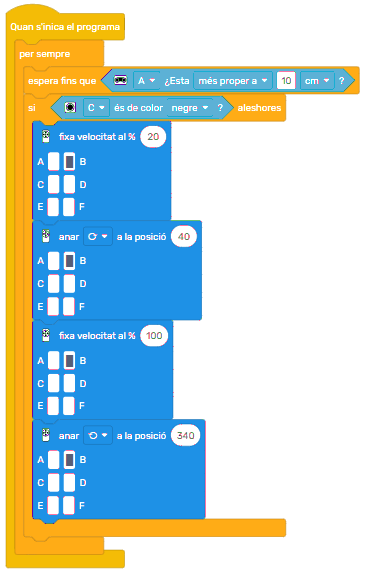 Quan s'inica el programa
per sempre
espera fins que A ¿Esta més proper a 10 cm ?
si C és de color negre ? aleshores
fixa velocitat al % 20
A B
C D
E F
anar a la posició 40
A B
C D
E F
fixa velocitat al % 100
A B
C D
E F
anar a la posició 340
A B
C D
E F